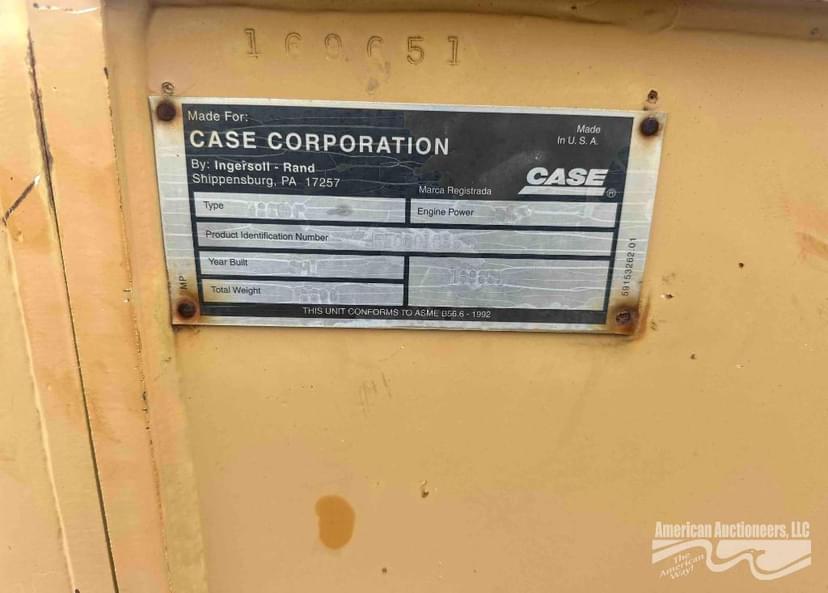 169651
Made For:
CASE CORPORATION
By: Ingersoll - Rand
Shippensburg, PA 17257
Made
In U. S. A.
Marca Registrada
CASE
®
Type
Engine Power
Product Identification Number
Year Built
Total Weight
MP
59153262.01
THIS UNIT CONFORMS TO ASME B56.6 - 1992
American Auctioneers, LLC
The
American
Way!